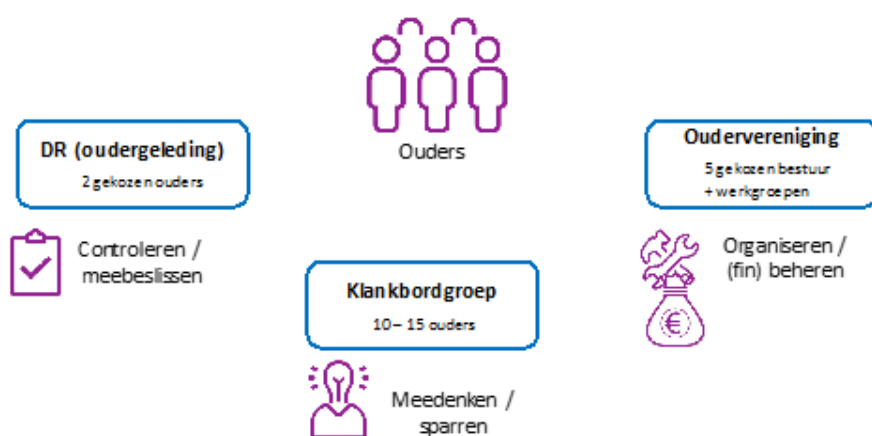 Ouders
DR (oudergeleding)
2 gekozen ouders
Controleren /
meebeslissen
Klankbordgroep
10 – 15 ouders
Meedenken /
sparren
Oudervereniging
5 gekozen bestuur
+ werkgroepen
Organiseren /
(fin) beheren
€